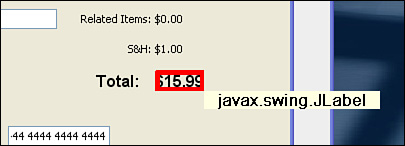 Related Items: $0.00
S&H: $1.00
Total: $15.99
javax.swing.JLabel
44 4444 4444 4444